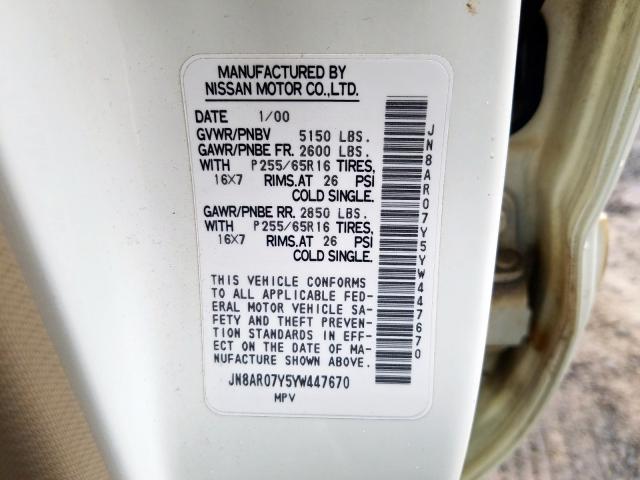 MANUFACTURED BY
NISSAN MOTOR CO.,LTD.
DATE 1/00
GVWR/PNBV 5150 LBS.
GAWR/PNBE FR. 2600 LBS.
WITH P255/65R16 TIRES,
16X7 RIMS.AT 26 PSI
COLD SINGLE.
GAWR/PNBE RR. 2850 LBS.
WITH P255/65R16 TIRES,
16X7 RIMS.AT 26 PSI
COLD SINGLE.
THIS VEHICLE CONFORMS
TO ALL APPLICABLE FED-
ERAL MOTOR VEHICLE SA-
FETY AND THEFT PREVEN-
TION STANDARDS IN EFF-
ECT ON THE DATE OF MA-
NUFACTURE SHOWN ABOVE.
JN8AR07Y5YW447670
MPV
JN8AR07Y5YW447670